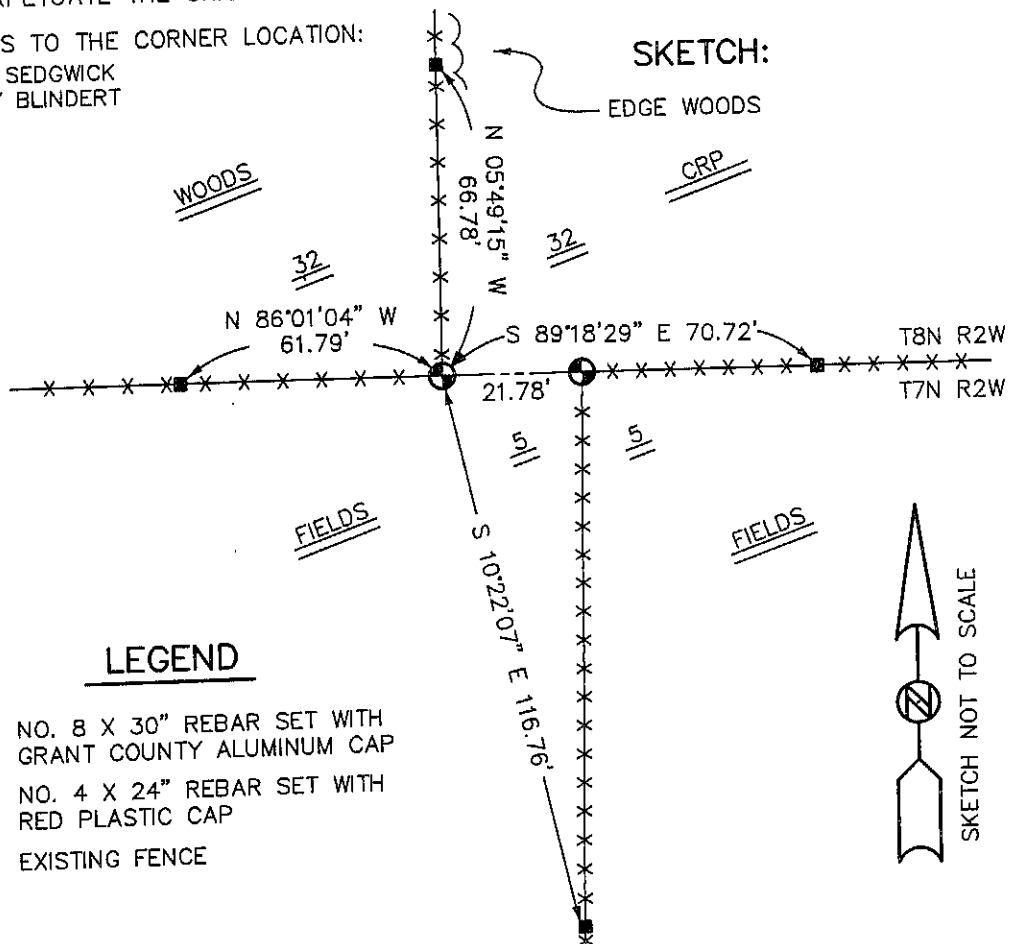 S TO THE CORNER LOCATION:
SEDGWICK
BLINDERT
SKETCH:
EDGE WOODS
WOODS
CRP
N 05°49'15" W
66.78'
32
32
N 86°01'04" W
61.79'
S 89°18'29" E 70.72'
T8N R2W
21.78'
T7N R2W
5
5
FIELDS
FIELDS
S 10°22'07" E 116.76'
LEGEND
NO. 8 X 30" REBAR SET WITH
GRANT COUNTY ALUMINUM CAP
NO. 4 X 24" REBAR SET WITH
RED PLASTIC CAP
EXISTING FENCE
N
SKETCH NOT TO SCALE